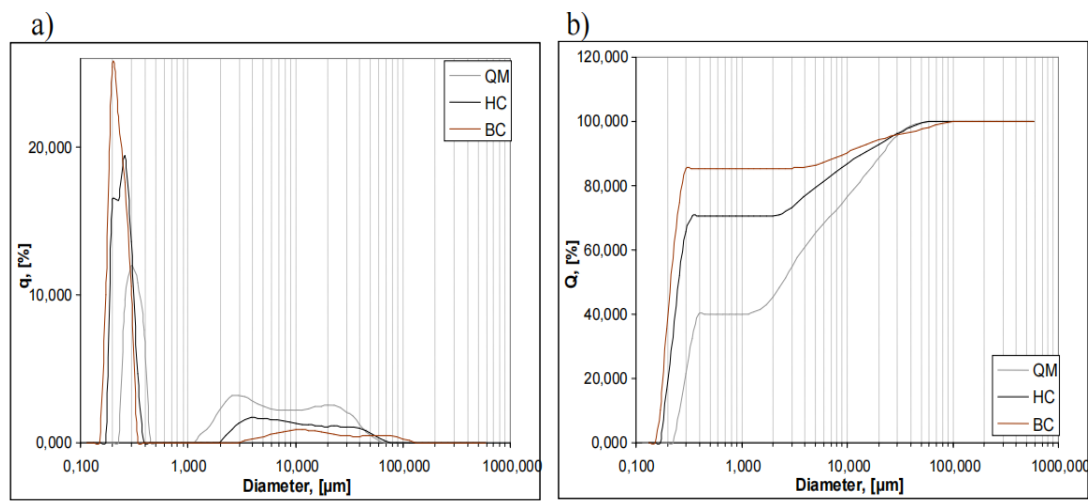 a)
b)
q, [%]
20,000
10,000
0,000
0,100
1,000
10,000
100,000
1000,000
Diameter, [µm]
QM
HC
BC
Q, [%]
120,000
100,000
80,000
60,000
40,000
20,000
0,000
0,100
1,000
10,000
100,000
1000,000
Diameter, [µm]
QM
HC
BC